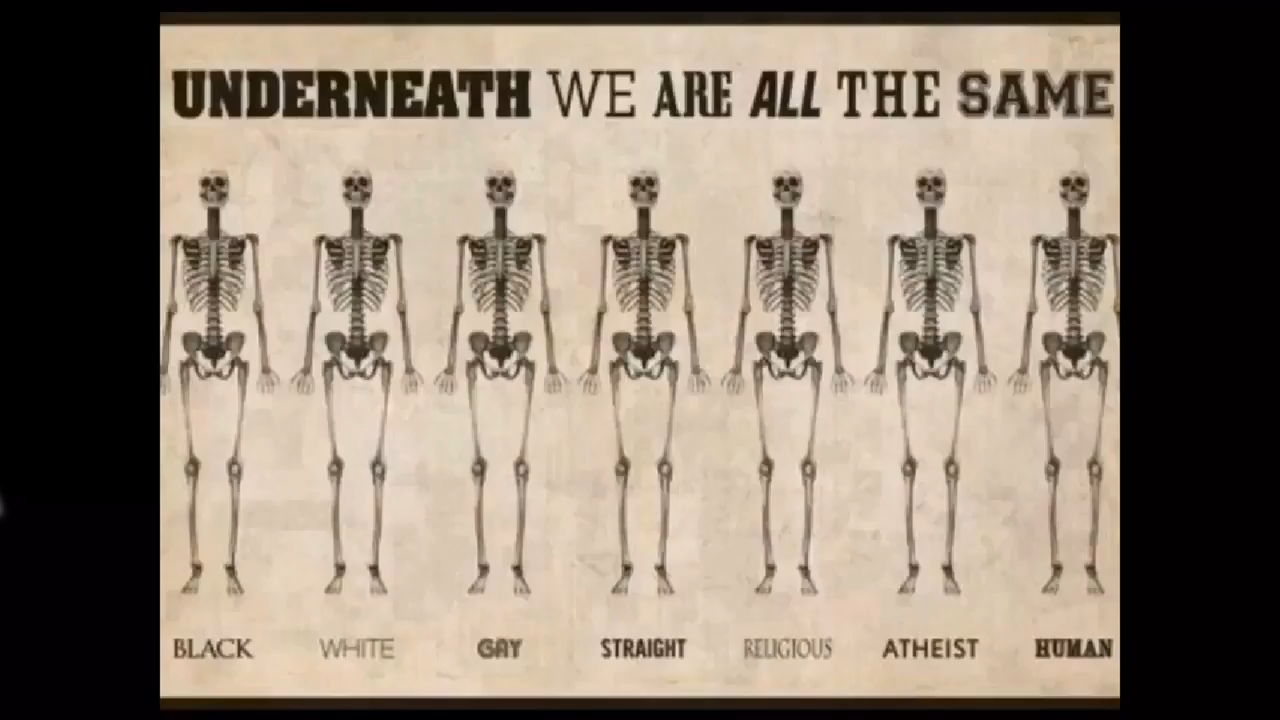 UNDERNEATH WE ARE ALL THE SAME
BLACK WHITE GAY STRAIGHT RELIGIOUS ATHEIST HUMAN